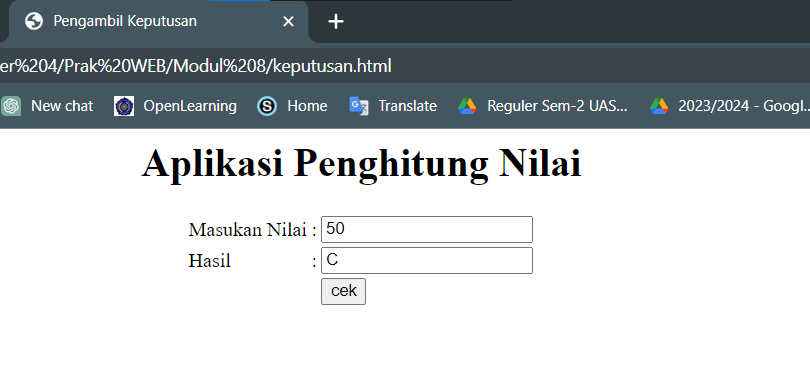 Pengambil Keputusan
er%204/Prak%20WEB/Modul%208/keputusan.html
New chat OpenLearning Home Translate Reguler Sem-2 UAS... 2023/2024 - Googl..
Aplikasi Penghitung Nilai
Masukan Nilai : 50
Hasil : C
cek